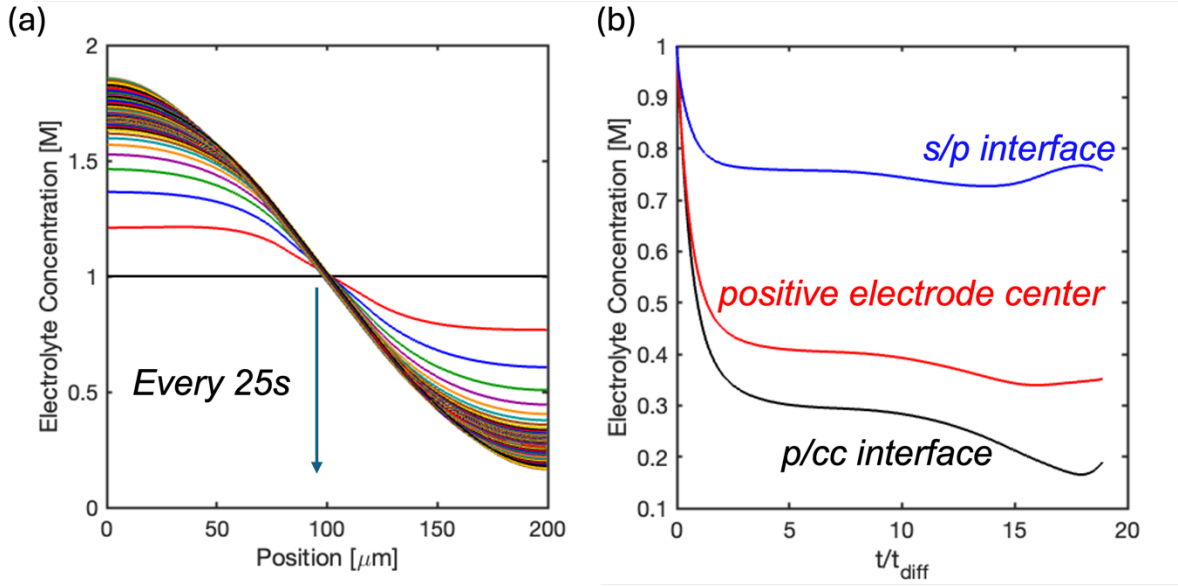 (a)
2
1.5
1
0.5
0
Electrolyte Concentration [M]
Every 25s
0 50 100 150 200
Position [μm]
(b)
1
0.9
0.8
0.7
0.6
0.5
0.4
0.3
0.2
0.1
Electrolyte Concentration [M]
s/p interface
positive electrode center
p/cc interface
0 5 10 15 20
t/t_diff